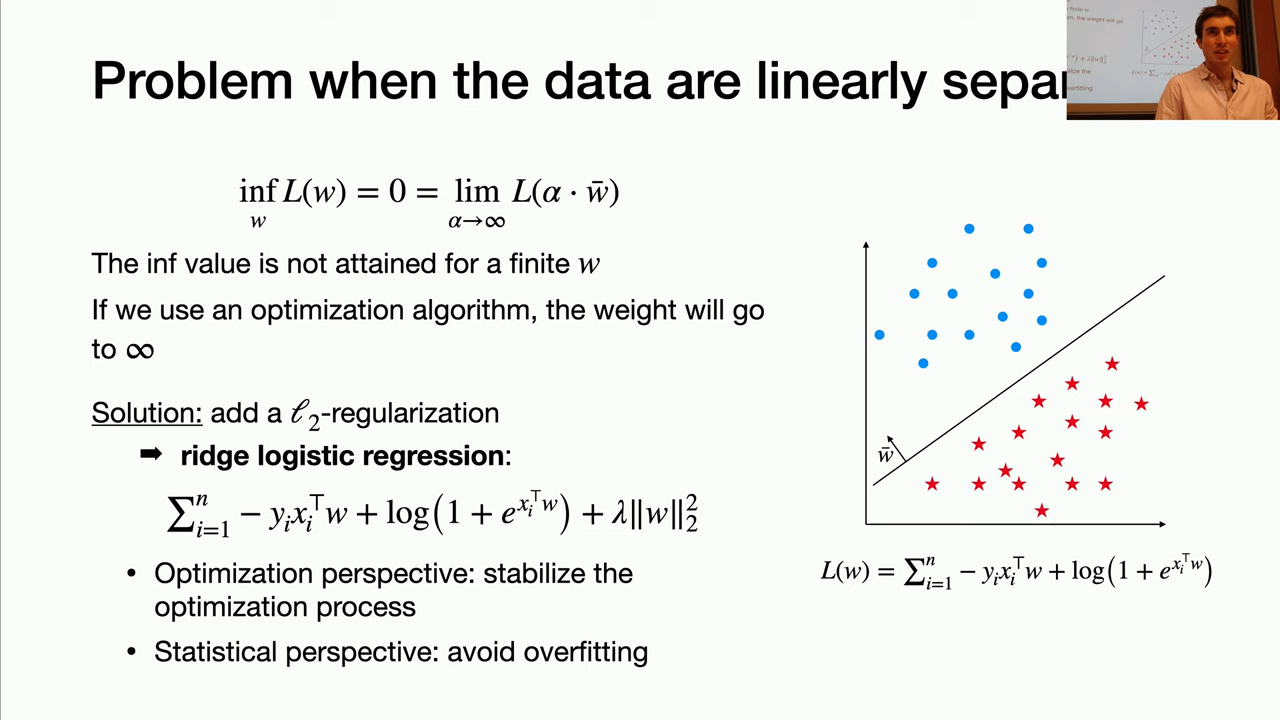 Problem when the data are linearly sepa
inf_w L(w) = 0 = lim_{α→∞} L(α · w̄)
The inf value is not attained for a finite w
If we use an optimization algorithm, the weight will go
to ∞
Solution: add a ℓ₂-regularization
➡ ridge logistic regression:
∑_{i=1}^n − y_i x_i^⊤ w + log(1 + e^{x_i^⊤ w}) + λ‖w‖₂²
• Optimization perspective: stabilize the
optimization process
• Statistical perspective: avoid overfitting
w̄
L(w) = ∑_{i=1}^n − y_i x_i^⊤ w + log(1 + e^{x_i^⊤ w})